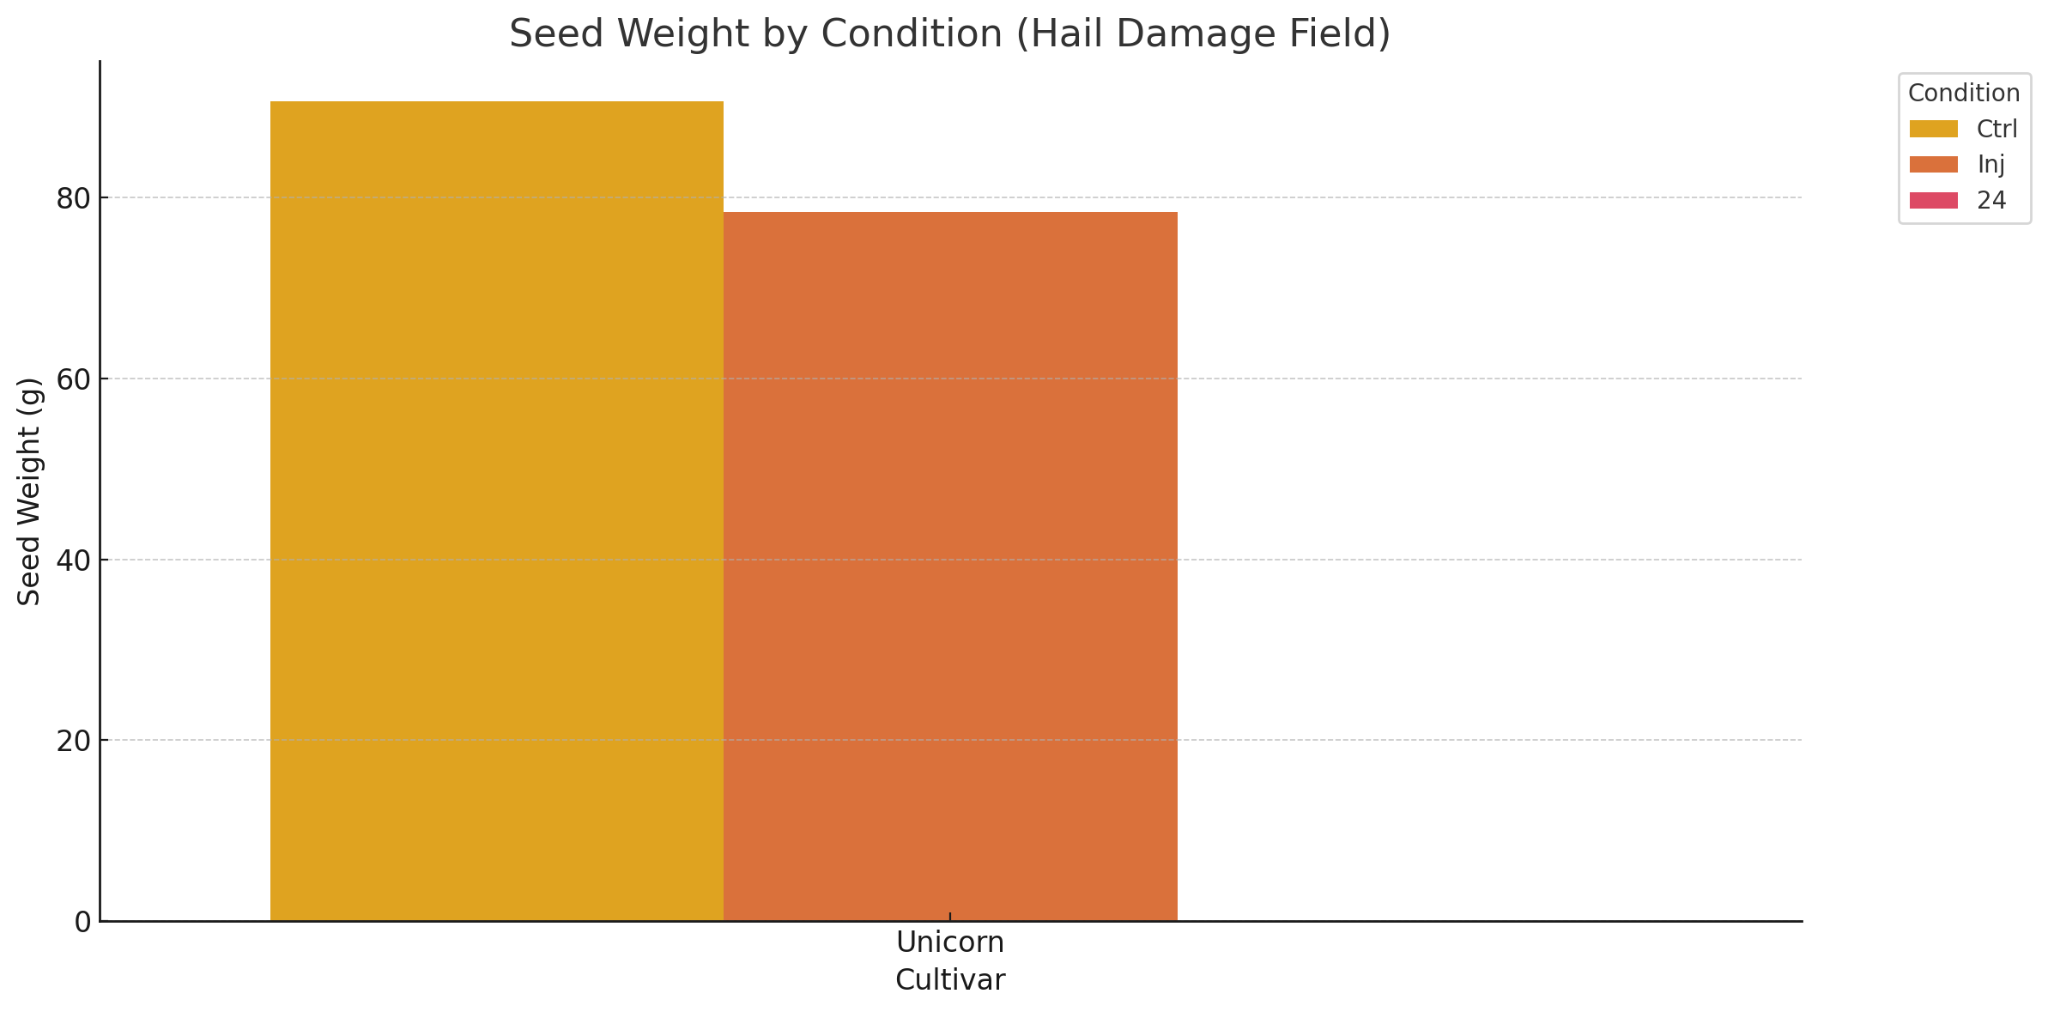 Seed Weight by Condition (Hail Damage Field)
Condition
Ctrl
Inj
24
Seed Weight (g)
80
60
40
20
0
Unicorn
Cultivar